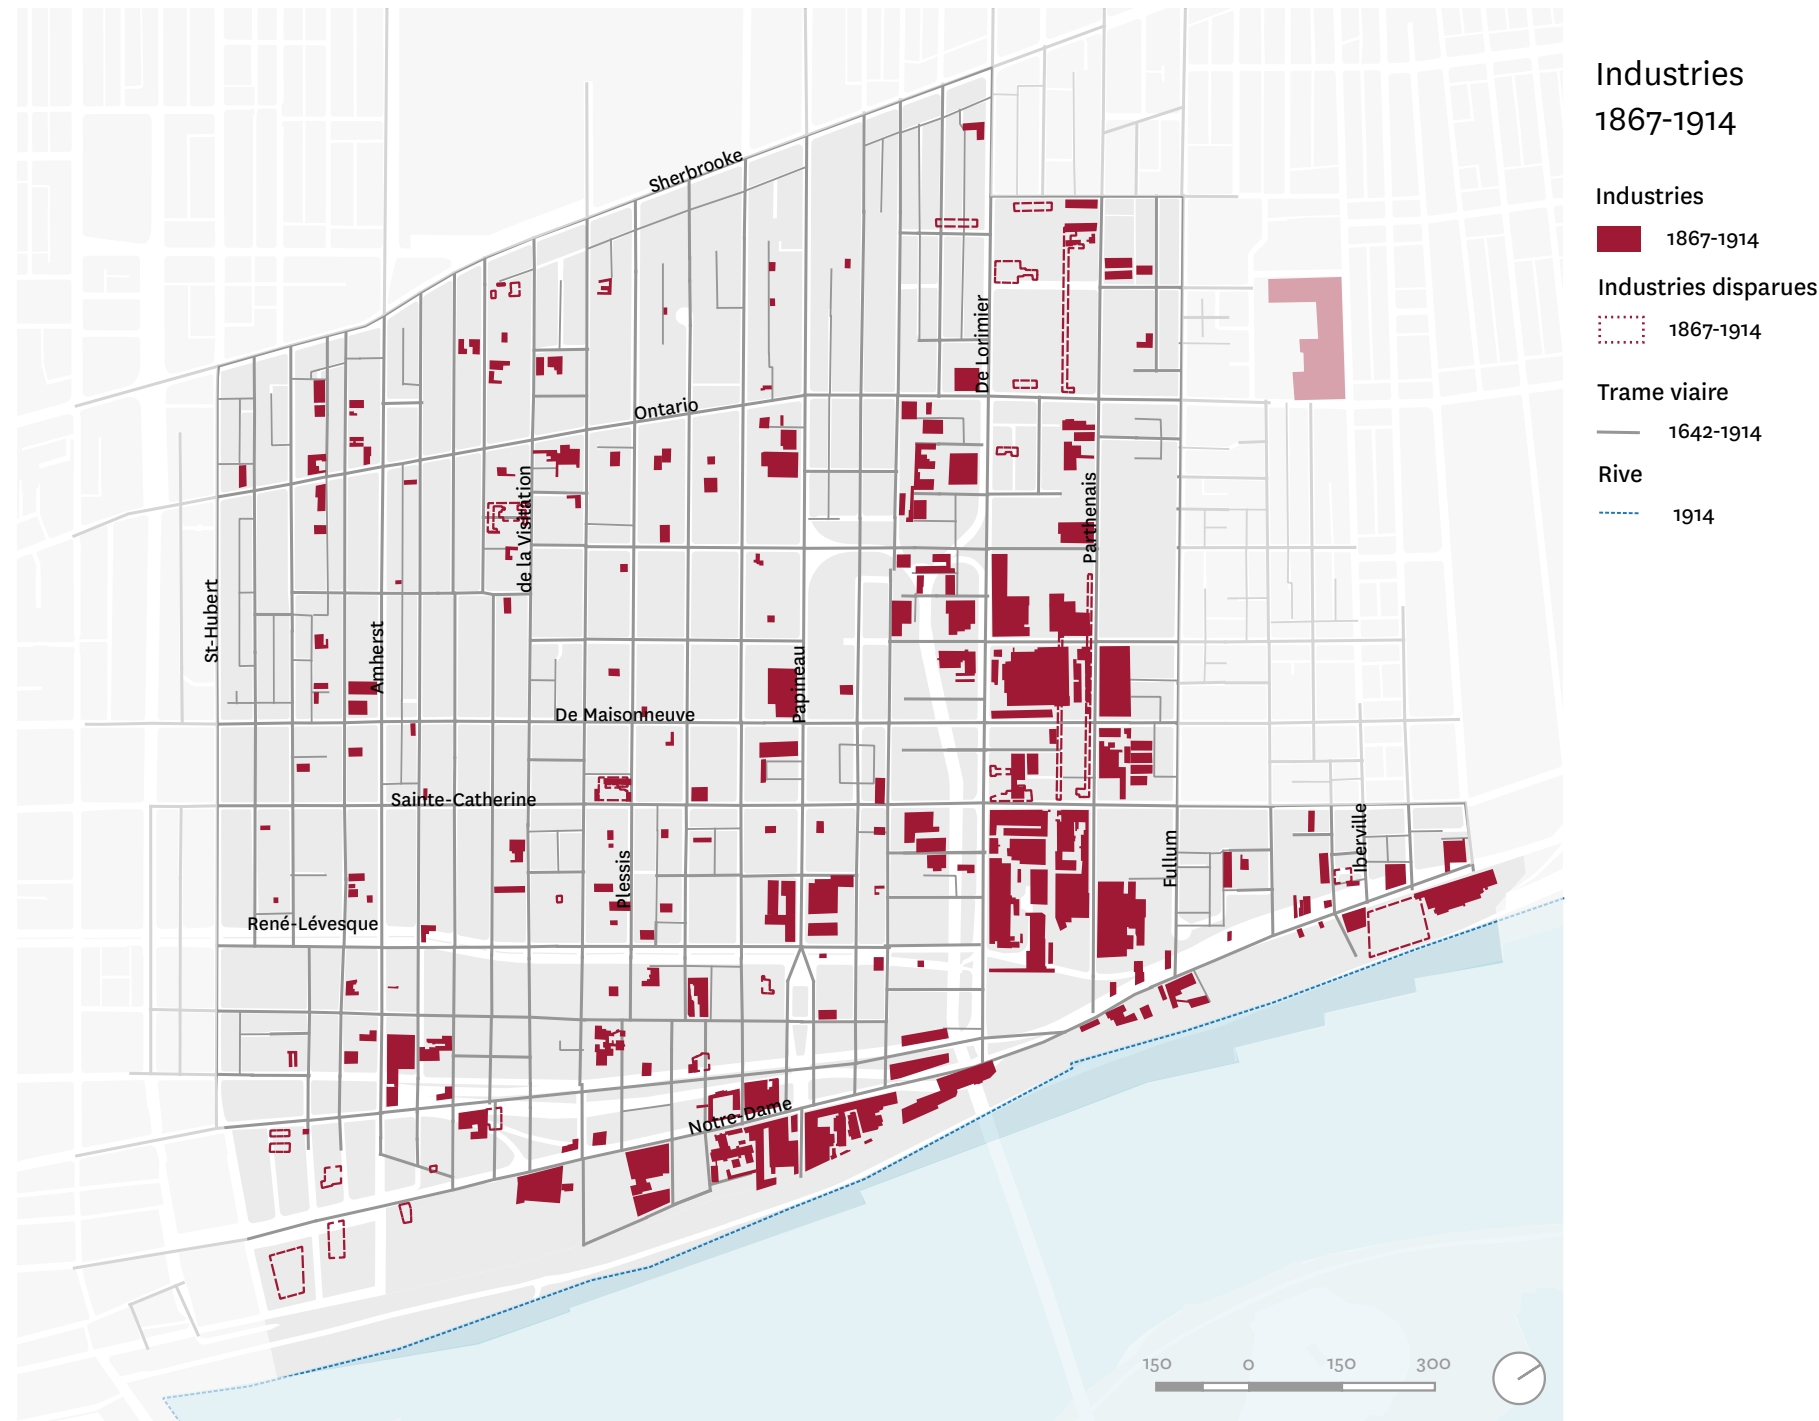 Industries
1867-1914
Industries
1867-1914
Industries disparues
1867-1914
Trame viaire
1642-1914
Rive
1914
Sherbrooke
De Lorimier
Ontario
de la Visitation
Parthenais
St-Hubert
Amherst
Papineau
De Maisonneuve
Sainte-Catherine
Plessis
Fullum
Iberville
René-Lévesque
Notre-Dame
150 0 150 300